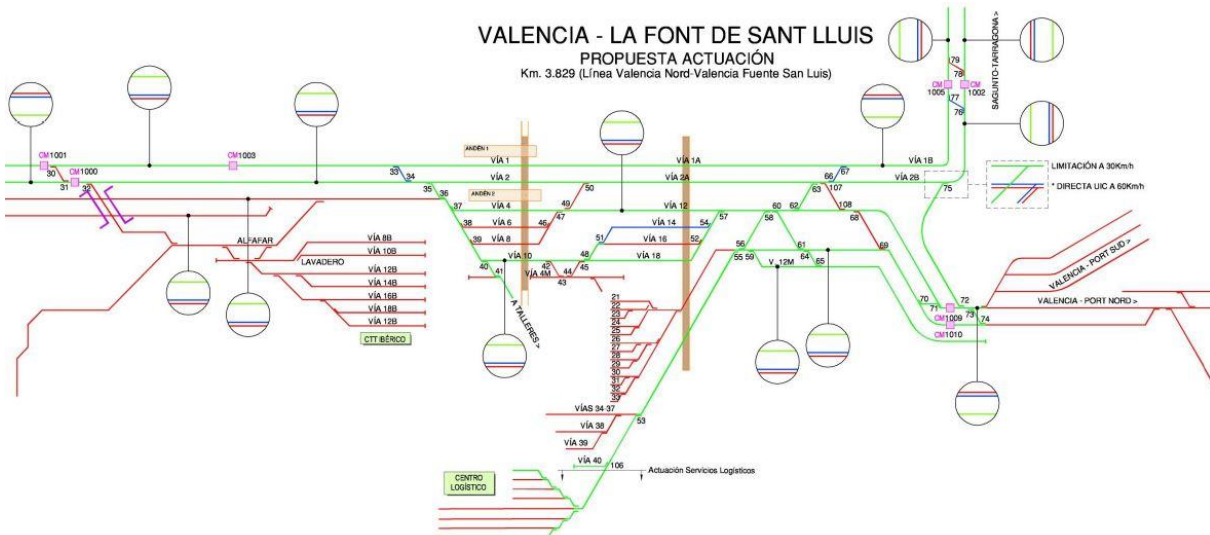 VALENCIA - LA FONT DE SANT LLUIS
PROPUESTA ACTUACIÓN
Km. 3.829 (Línea Valencia Nord-Valencia Fuente San Luis)
SAGUNTO-TARRAGONA >
79
78
CM 1005
CM 1002
77
76
CM 1001
30
31
CM 1000
32
CM 1003
ANDÉN 1
VÍA 1
VÍA 1A
VÍA 1B
33
34
35
VÍA 2
VÍA 2A
66
67
VÍA 2B
75
LIMITACIÓN A 30Km/h
* DIRECTA UIC A 60Km/h
36
ANDÉN 2
50
63
107
37
VÍA 4
49
47
VÍA 12
57
60
62
108
38
VÍA 6
46
VÍA 14
54
58
68
39
VÍA 8
51
VÍA 16
52
ALFAFAR
VÍA 8B
VÍA 10B
LAVADERO
VÍA 12B
VÍA 14B
VÍA 16B
VÍA 18B
VÍA 12B
CTT IBÉRICO
40
41
VÍA 10
42
48
45
VÍA 18
VÍA 4M
44
43
A TALLERES >
56
55
59
V_12M
61
64
65
69
21
22
23
24
25
26
27
28
29
30
31
32
33
70
71
72
73
74
CM 1009
CM 1010
VALENCIA - PORT SUD >
VALENCIA - PORT NORD >
VÍAS 34-37
53
VÍA 38
VÍA 39
VÍA 40
106
Actuación Servicios Logísticos
CENTRO
LOGÍSTICO